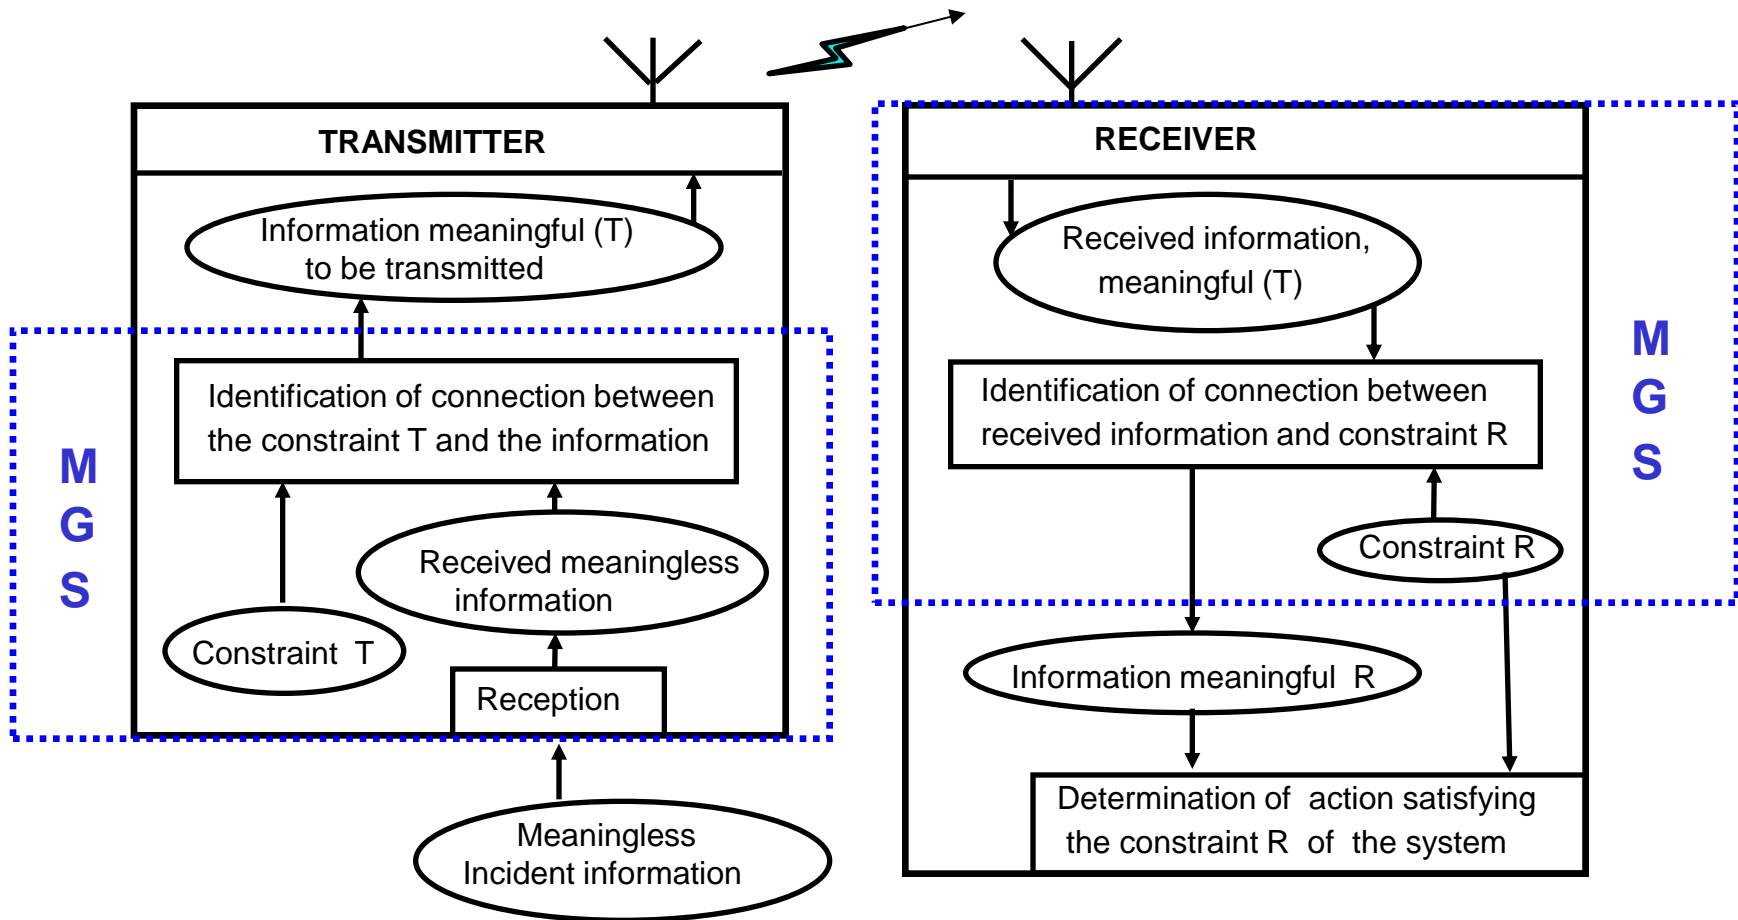 TRANSMITTER
Information meaningful (T)
to be transmitted
Identification of connection between
the constraint T and the information
M
G
S
Received meaningless
information
Constraint T
Reception
Meaningless
Incident information
RECEIVER
Received information,
meaningful (T)
Identification of connection between
received information and constraint R
M
G
S
Constraint R
Information meaningful R
Determination of action satisfying
the constraint R of the system